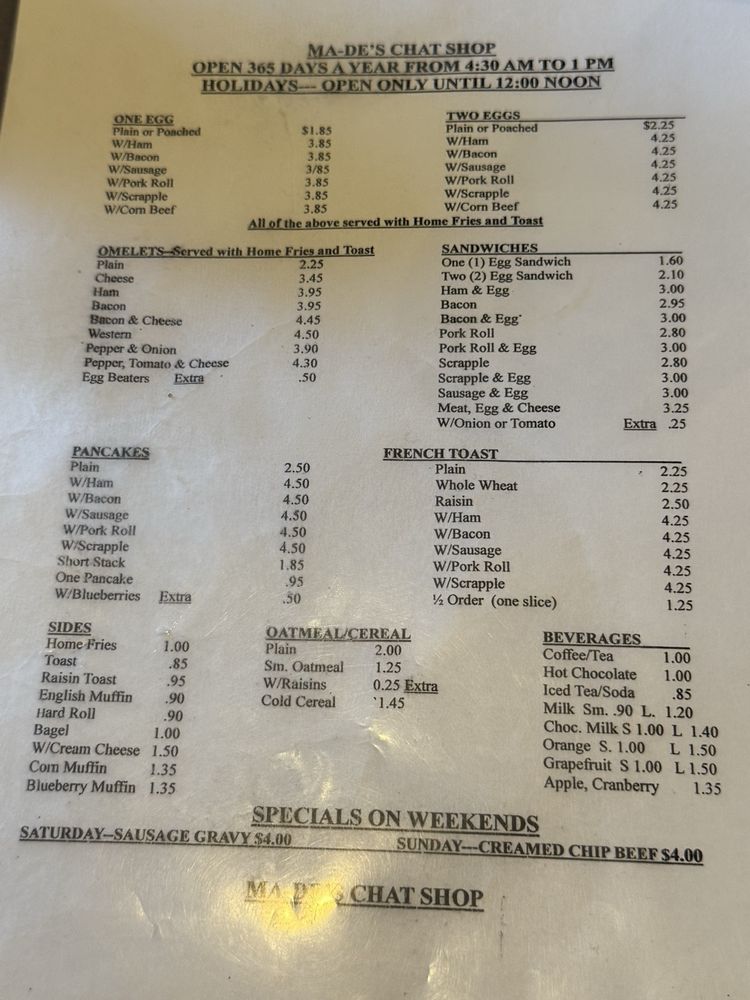 MA-DE'S CHAT SHOP
OPEN 365 DAYS A YEAR FROM 4:30 AM TO 1 PM
HOLIDAYS--- OPEN ONLY UNTIL 12:00 NOON
ONE EGG
Plain or Poached $1.85
W/Ham 3.85
W/Bacon 3.85
W/Sausage 3/85
W/Pork Roll 3.85
W/Scrapple 3.85
W/Corn Beef 3.85
TWO EGGS
Plain or Poached $2.25
W/Ham 4.25
W/Bacon 4.25
W/Sausage 4.25
W/Pork Roll 4.25
W/Scrapple 4.25
W/Corn Beef 4.25
All of the above served with Home Fries and Toast
OMELETS--Served with Home Fries and Toast
Plain 2.25
Cheese 3.45
Ham 3.95
Bacon 3.95
Bacon & Cheese 4.45
Western 4.50
Pepper & Onion 3.90
Pepper, Tomato & Cheese 4.30
Egg Beaters Extra .50
SANDWICHES
One (1) Egg Sandwich 1.60
Two (2) Egg Sandwich 2.10
Ham & Egg 3.00
Bacon 2.95
Bacon & Egg 3.00
Pork Roll 2.80
Pork Roll & Egg 3.00
Scrapple 2.80
Scrapple & Egg 3.00
Sausage & Egg 3.00
Meat, Egg & Cheese 3.25
W/Onion or Tomato Extra .25
PANCAKES
Plain 2.50
W/Ham 4.50
W/Bacon 4.50
W/Sausage 4.50
W/Pork Roll 4.50
W/Scrapple 4.50
Short Stack 1.85
One Pancake .95
W/Blueberries Extra .50
FRENCH TOAST
Plain 2.25
Whole Wheat 2.25
Raisin 2.50
W/Ham 4.25
W/Bacon 4.25
W/Sausage 4.25
W/Pork Roll 4.25
W/Scrapple 4.25
½ Order (one slice) 1.25
SIDES
Home Fries 1.00
Toast .85
Raisin Toast .95
English Muffin .90
Hard Roll .90
Bagel 1.00
W/Cream Cheese 1.50
Corn Muffin 1.35
Blueberry Muffin 1.35
OATMEAL/CEREAL
Plain 2.00
Sm. Oatmeal 1.25
W/Raisins 0.25 Extra
Cold Cereal 1.45
BEVERAGES
Coffee/Tea 1.00
Hot Chocolate 1.00
Iced Tea/Soda .85
Milk Sm. .90 L. 1.20
Choc. Milk S 1.00 L 1.40
Orange S. 1.00 L 1.50
Grapefruit S 1.00 L 1.50
Apple, Cranberry 1.35
SPECIALS ON WEEKENDS
SATURDAY--SAUSAGE GRAVY $4.00
SUNDAY---CREAMED CHIP BEEF $4.00
MA-DE'S CHAT SHOP